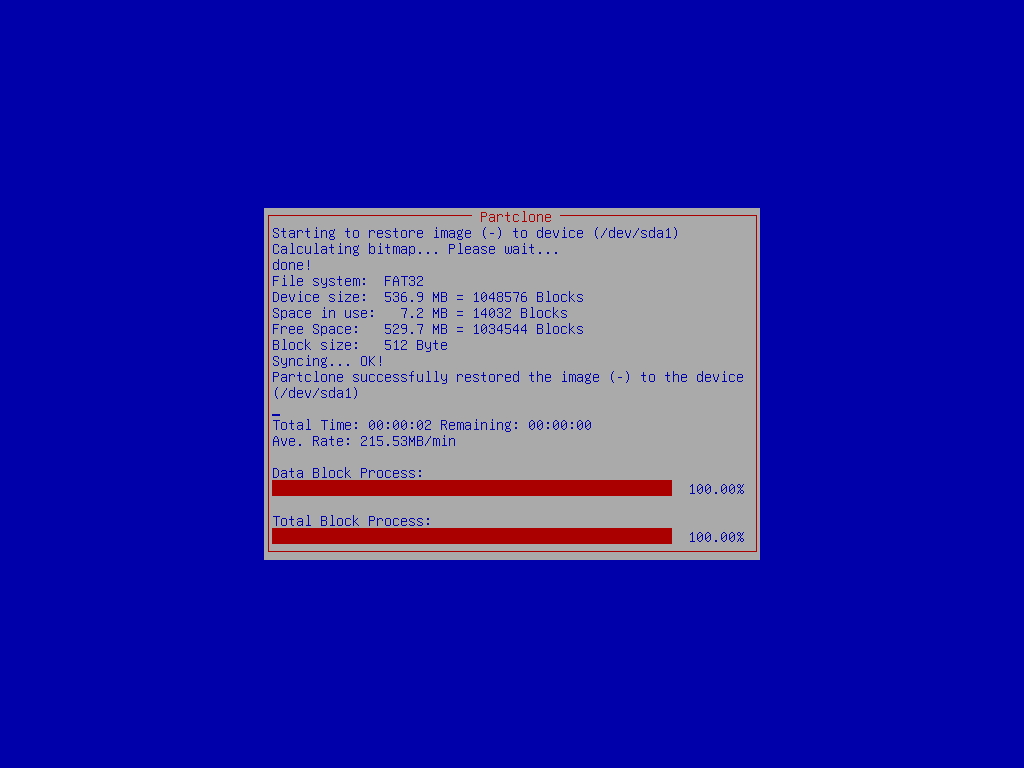 Partclone
Starting to restore image (-) to device (/dev/sda1)
Calculating bitmap... Please wait...
done!
File system:  FAT32
Device size:  536.9 MB = 1048576 Blocks
Space in use:   7.2 MB = 14032 Blocks
Free Space:   529.7 MB = 1034544 Blocks
Block size:   512 Byte
Syncing... OK!
Partclone successfully restored the image (-) to the device
(/dev/sda1)
Total Time: 00:00:02 Remaining: 00:00:00
Ave. Rate: 215.53MB/min
Data Block Process:
100.00%
Total Block Process:
100.00%